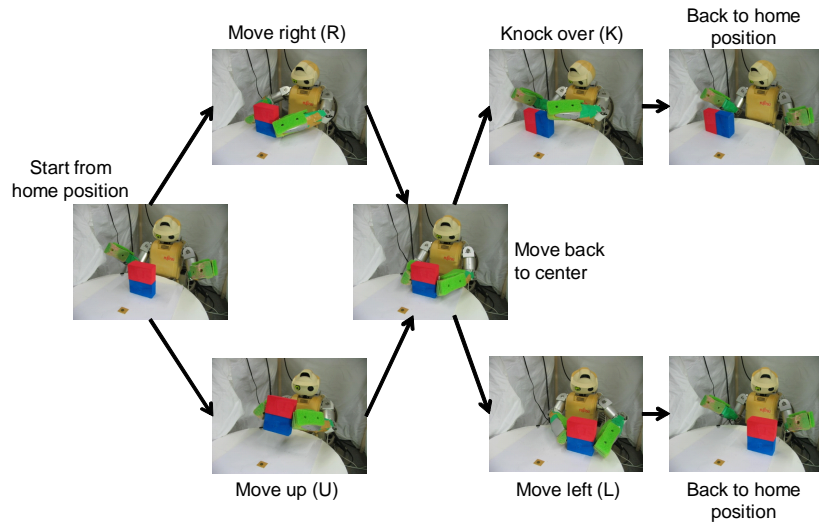 Move right (R)
Knock over (K)
Back to home
position
Start from
home position
Move back
to center
Move up (U)
Move left (L)
Back to home
position